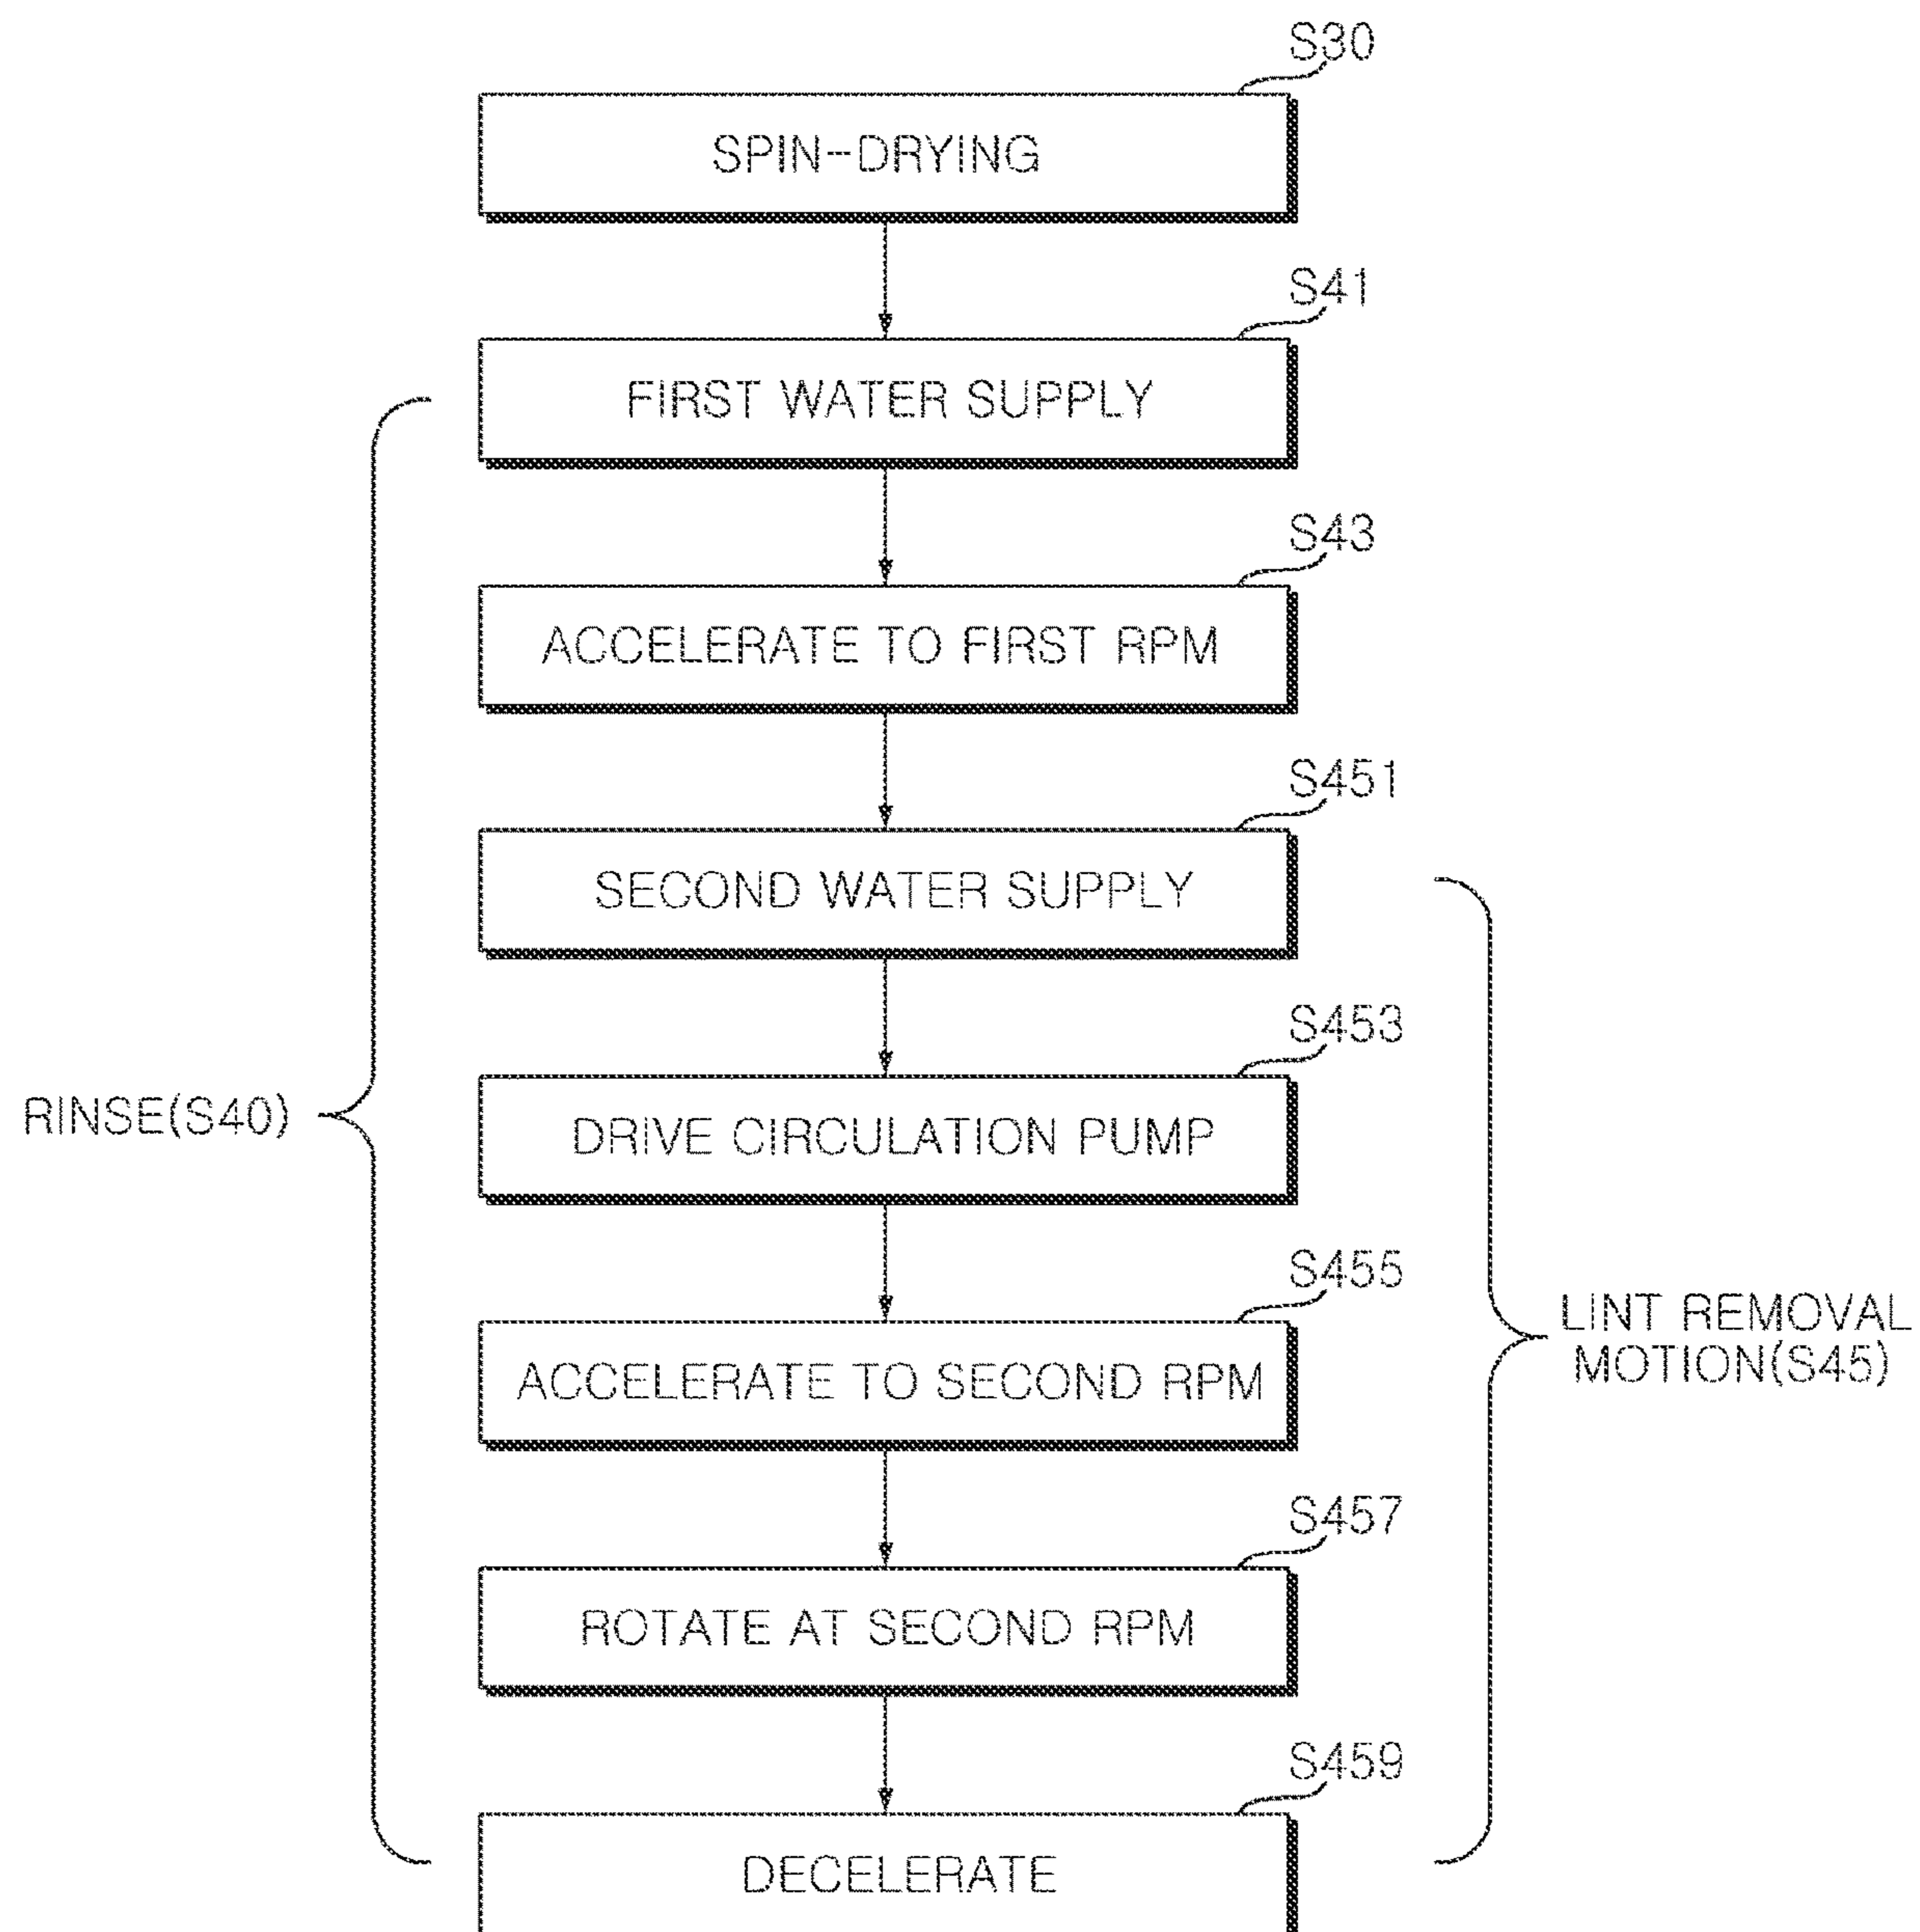 S30
SPIN-DRYING
S41
FIRST WATER SUPPLY
S43
ACCELERATE TO FIRST RPM
S451
SECOND WATER SUPPLY
S453
DRIVE CIRCULATION PUMP
RINSE(S40)
S455
ACCELERATE TO SECOND RPM
LINT REMOVAL
MOTION(S45)
S457
ROTATE AT SECOND RPM
S459
DECELERATE